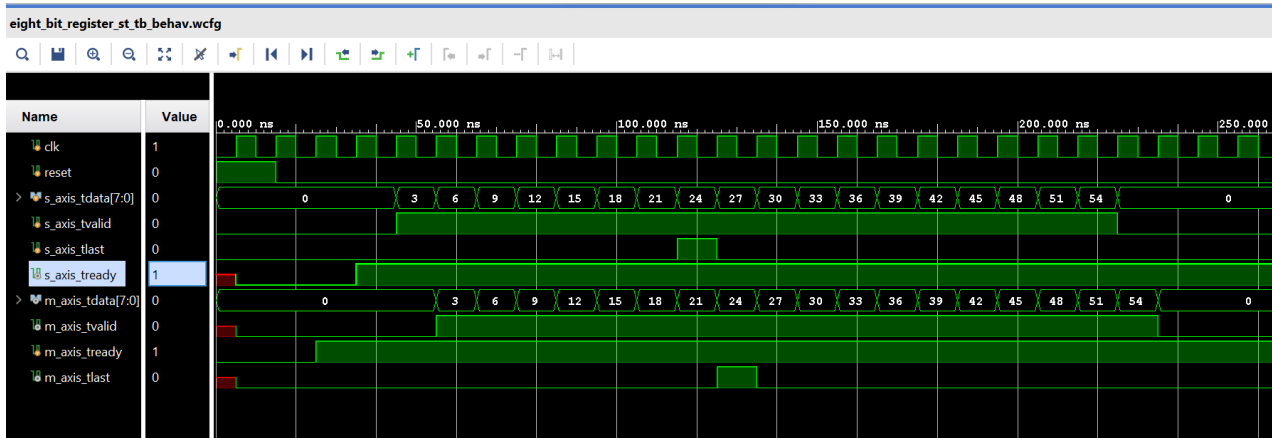 eight_bit_register_st_tb_behav.wcfg
Name Value
0.000 ns 50.000 ns 100.000 ns 150.000 ns 200.000 ns 250.000
clk 1
reset 0
s_axis_tdata[7:0] 0 0 3 6 9 12 15 18 21 24 27 30 33 36 39 42 45 48 51 54 0
s_axis_tvalid 0
s_axis_tlast 0
s_axis_tready 1
m_axis_tdata[7:0] 0 0 3 6 9 12 15 18 21 24 27 30 33 36 39 42 45 48 51 54 0
m_axis_tvalid 0
m_axis_tready 1
m_axis_tlast 0